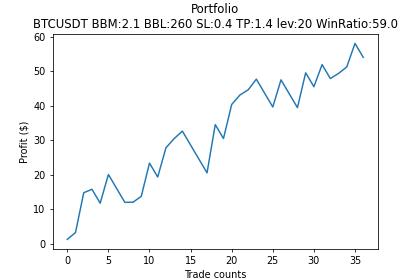 Portfolio
BTCUSDT BBM:2.1 BBL:260 SL:0.4 TP:1.4 lev:20 WinRatio:59.0
Profit ($)
60
50
40
30
20
10
0
0 5 10 15 20 25 30 35
Trade counts